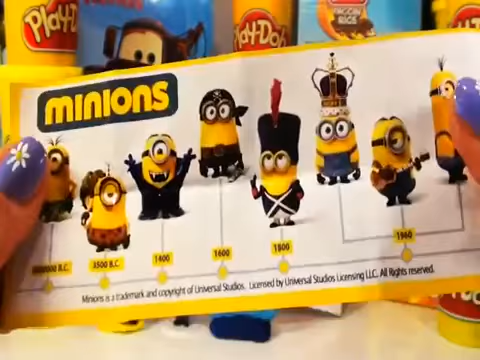 Play-Doh
Play-Doh
MINIONS
3500 B.C.
1400
1600
1800
1960
Minions is a trademark and copyright of Universal Studios. Licensed by Universal Studios Licensing LLC. All Rights reserved.